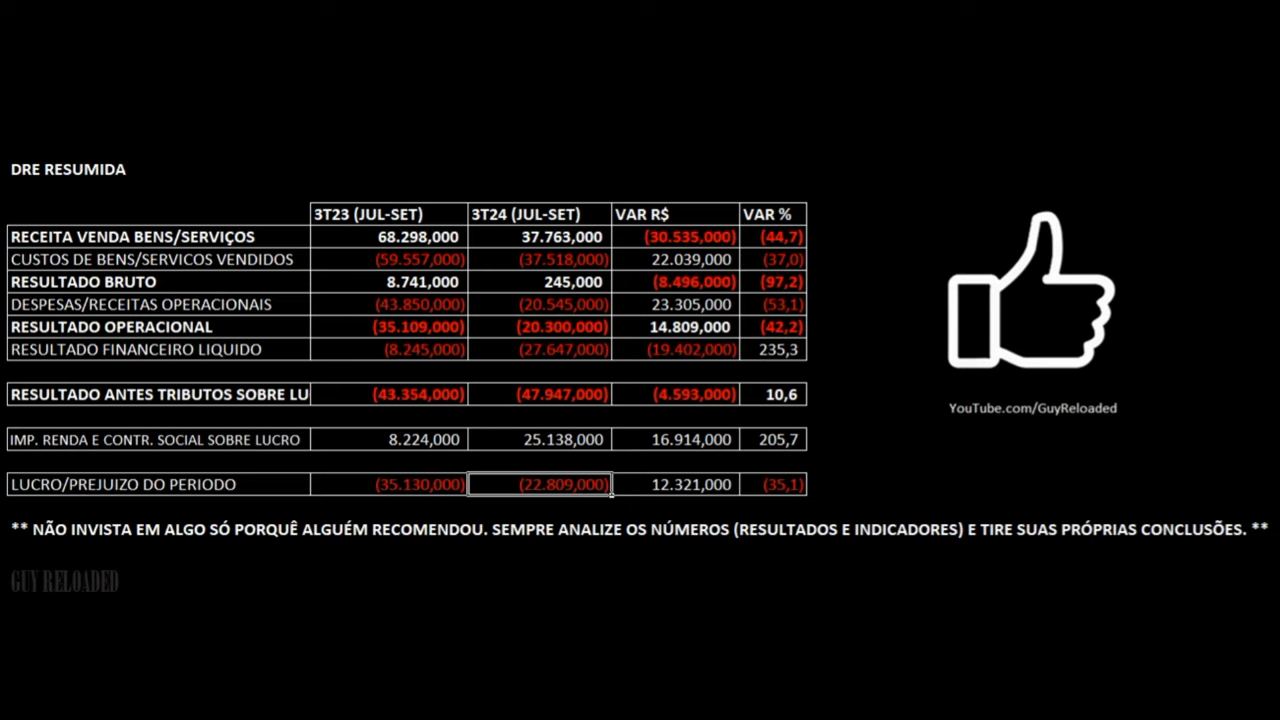 DRE RESUMIDA
3T23 (JUL-SET) 3T24 (JUL-SET) VAR R$ VAR %
RECEITA VENDA BENS/SERVIÇOS 68.298,000 37.763,000 (30.535,000) (44,7)
CUSTOS DE BENS/SERVICOS VENDIDOS (59.557,000) (37.518,000) 22.039,000 (37,0)
RESULTADO BRUTO 8.741,000 245,000 (8.496,000) (97,2)
DESPESAS/RECEITAS OPERACIONAIS (43.850,000) (20.545,000) 23.305,000 (53,1)
RESULTADO OPERACIONAL (35.109,000) (20.300,000) 14.809,000 (42,2)
RESULTADO FINANCEIRO LIQUIDO (8.245,000) (27.647,000) (19.402,000) 235,3
RESULTADO ANTES TRIBUTOS SOBRE LU (43.354,000) (47.947,000) (4.593,000) 10,6
IMP. RENDA E CONTR. SOCIAL SOBRE LUCRO 8.224,000 25.138,000 16.914,000 205,7
LUCRO/PREJUIZO DO PERIODO (35.130,000) (22.809,000) 12.321,000 (35,1)
YouTube.com/GuyReloaded
** NÃO INVISTA EM ALGO SÓ PORQUÊ ALGUÉM RECOMENDOU. SEMPRE ANALIZE OS NÚMEROS (RESULTADOS E INDICADORES) E TIRE SUAS PRÓPRIAS CONCLUSÕES. **
GUY RELOADED